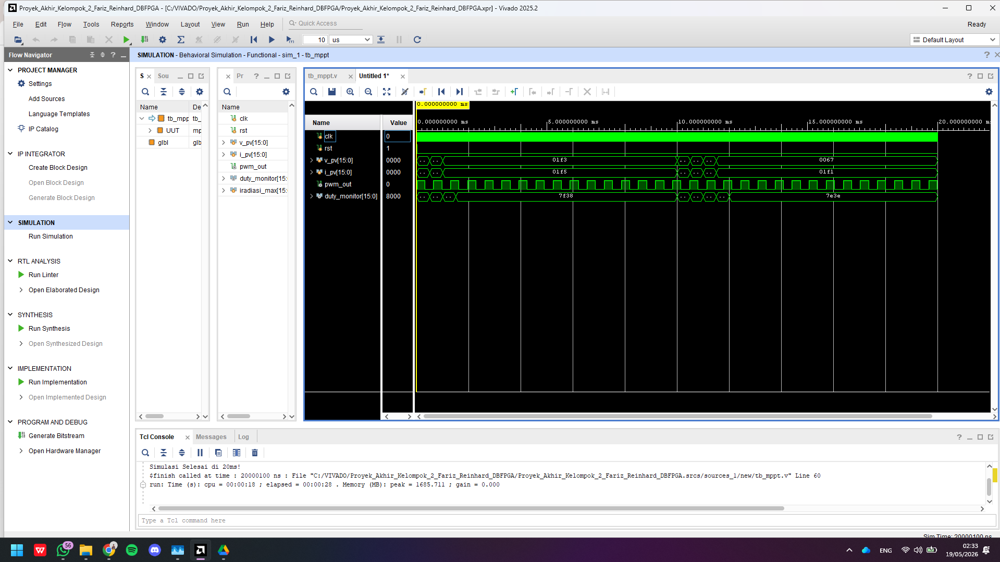 Proyek_Akhir_Kelompok_2_Fariz_Reinhard_DBFPGA - [C:/VIVADO/Proyek_Akhir_Kelompok_2_Fariz_Reinhard_DBFPGA/Proyek_Akhir_Kelompok_2_Fariz_Reinhard_DBFPGA.xpr] - Vivado 2025.2
File Edit Flow Tools Reports Window Layout View Run Help Quick Access Ready
10 us Default Layout
Flow Navigator
SIMULATION - Behavioral Simulation - Functional - sim_1 - tb_mppt
PROJECT MANAGER
Settings
Add Sources
Language Templates
IP Catalog
IP INTEGRATOR
Create Block Design
Open Block Design
Generate Block Design
SIMULATION
Run Simulation
RTL ANALYSIS
Run Linter
Open Elaborated Design
SYNTHESIS
Run Synthesis
Open Synthesized Design
IMPLEMENTATION
Run Implementation
Open Implemented Design
PROGRAM AND DEBUG
Generate Bitstream
Open Hardware Manager
S Sou
Name De
tb_mpp tb_
UUT mp
glbl glb
Pr
Name
clk
rst
v_pv[15:0]
i_pv[15:0]
pwm_out
duty_monitor[15:
iradiasi_max[15:
tb_mppt.v Untitled 1*
0.000000000 ms
Name Value
0.000000000 ms 5.000000000 ms 10.000000000 ms 15.000000000 ms 20.000000000 m
clk 0
rst 1
v_pv[15:0] 0000 .. .. 01f3 .. .. .. 0067
i_pv[15:0] 0000 .. .. 01f5 .. .. .. 01f1
pwm_out 0
duty_monitor[15:0] 8000 .. .. .. 7f38 .. .. .. .. 7e3e
Tcl Console Messages Log
Simulasi Selesai di 20ms!
$finish called at time : 20000100 ns : File "C:/VIVADO/Proyek_Akhir_Kelompok_2_Fariz_Reinhard_DBFPGA/Proyek_Akhir_Kelompok_2_Fariz_Reinhard_DBFPGA.srcs/sources_1/new/tb_mppt.v" Line 60
run: Time (s): cpu = 00:00:18 ; elapsed = 00:00:28 . Memory (MB): peak = 1685.711 ; gain = 0.000
Type a Tcl command here
Sim Time: 20000100 ns
56
ENG
02:33
19/05/2026